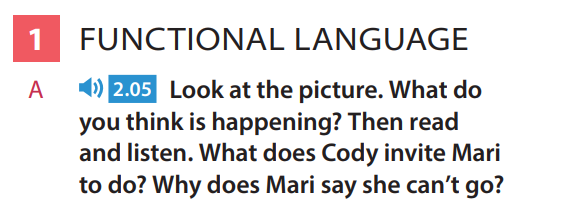 1 FUNCTIONAL LANGUAGE
A 2.05 Look at the picture. What do
you think is happening? Then read
and listen. What does Cody invite Mari
to do? Why does Mari say she can’t go?